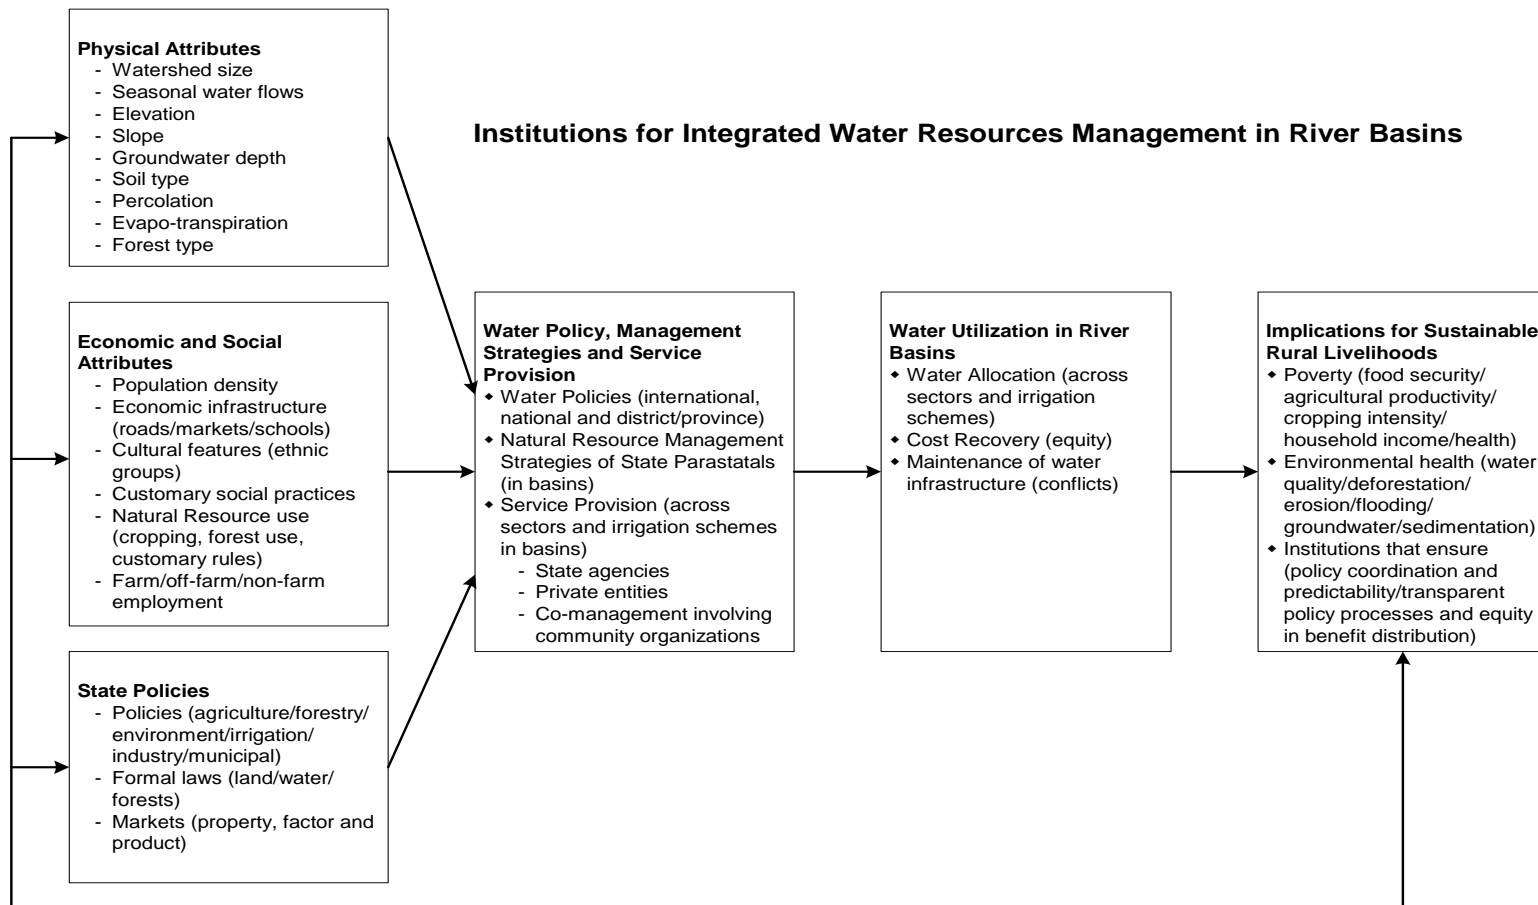 Physical Attributes
- Watershed size
- Seasonal water flows
- Elevation
- Slope
- Groundwater depth
- Soil type
- Percolation
- Evapo-transpiration
- Forest type
Institutions for Integrated Water Resources Management in River Basins
Economic and Social
Attributes
- Population density
- Economic infrastructure
(roads/markets/schools)
- Cultural features (ethnic
groups)
- Customary social practices
- Natural Resource use
(cropping, forest use,
customary rules)
- Farm/off-farm/non-farm
employment
State Policies
- Policies (agriculture/forestry/
environment/irrigation/
industry/municipal)
- Formal laws (land/water/
forests)
- Markets (property, factor and
product)
Water Policy, Management
Strategies and Service
Provision
◆ Water Policies (international,
national and district/province)
◆ Natural Resource Management
Strategies of State Parastatals
(in basins)
◆ Service Provision (across
sectors and irrigation schemes
in basins)
- State agencies
- Private entities
- Co-management involving
community organizations
Water Utilization in River
Basins
◆ Water Allocation (across
sectors and irrigation
schemes)
◆ Cost Recovery (equity)
◆ Maintenance of water
infrastructure (conflicts)
Implications for Sustainable
Rural Livelihoods
◆ Poverty (food security/
agricultural productivity/
cropping intensity/
household income/health)
◆ Environmental health (water
quality/deforestation/
erosion/flooding/
groundwater/sedimentation)
◆ Institutions that ensure
(policy coordination and
predictability/transparent
policy processes and equity
in benefit distribution)